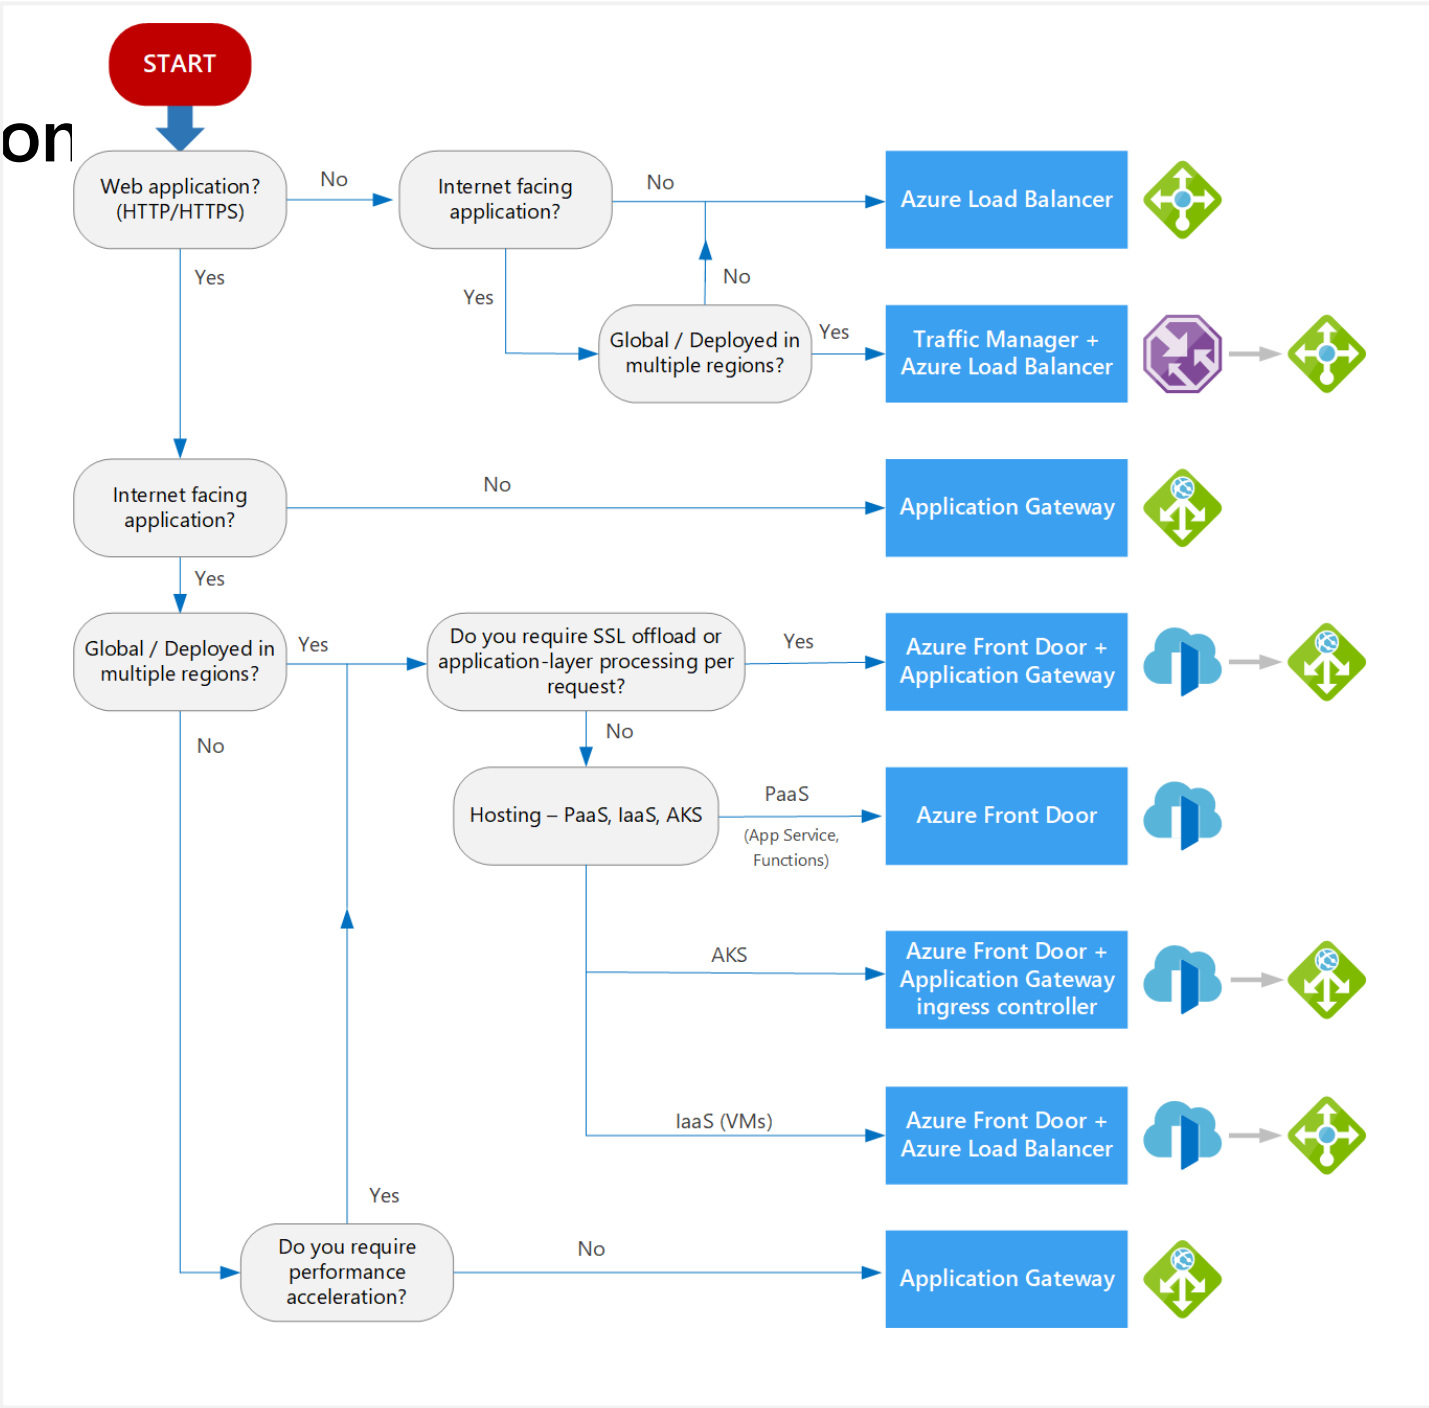 START
on
Web application?
(HTTP/HTTPS)
No
Internet facing
application?
No
Azure Load Balancer
Yes
Yes
No
Global / Deployed in
multiple regions?
Yes
Traffic Manager +
Azure Load Balancer
Internet facing
application?
No
Application Gateway
Yes
Global / Deployed in
multiple regions?
Yes
Do you require SSL offload or
application-layer processing per
request?
Yes
Azure Front Door +
Application Gateway
No
No
Hosting – PaaS, IaaS, AKS
PaaS
(App Service,
Functions)
Azure Front Door
AKS
Azure Front Door +
Application Gateway
ingress controller
IaaS (VMs)
Azure Front Door +
Azure Load Balancer
Yes
Do you require
performance
acceleration?
No
Application Gateway